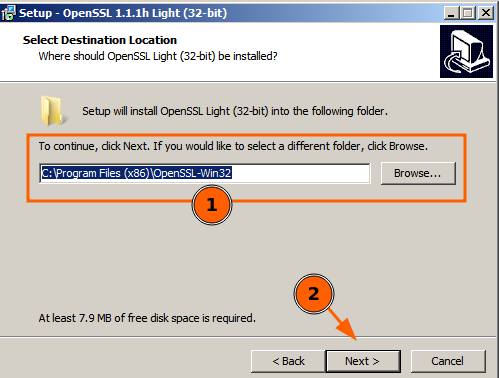 Setup - OpenSSL 1.1.1h Light (32-bit)
Select Destination Location
Where should OpenSSL Light (32-bit) be installed?
Setup will install OpenSSL Light (32-bit) into the following folder.
To continue, click Next. If you would like to select a different folder, click Browse.
C:\Program Files (x86)\OpenSSL-Win32
Browse...
1
2
At least 7.9 MB of free disk space is required.
< Back
Next >
Cancel